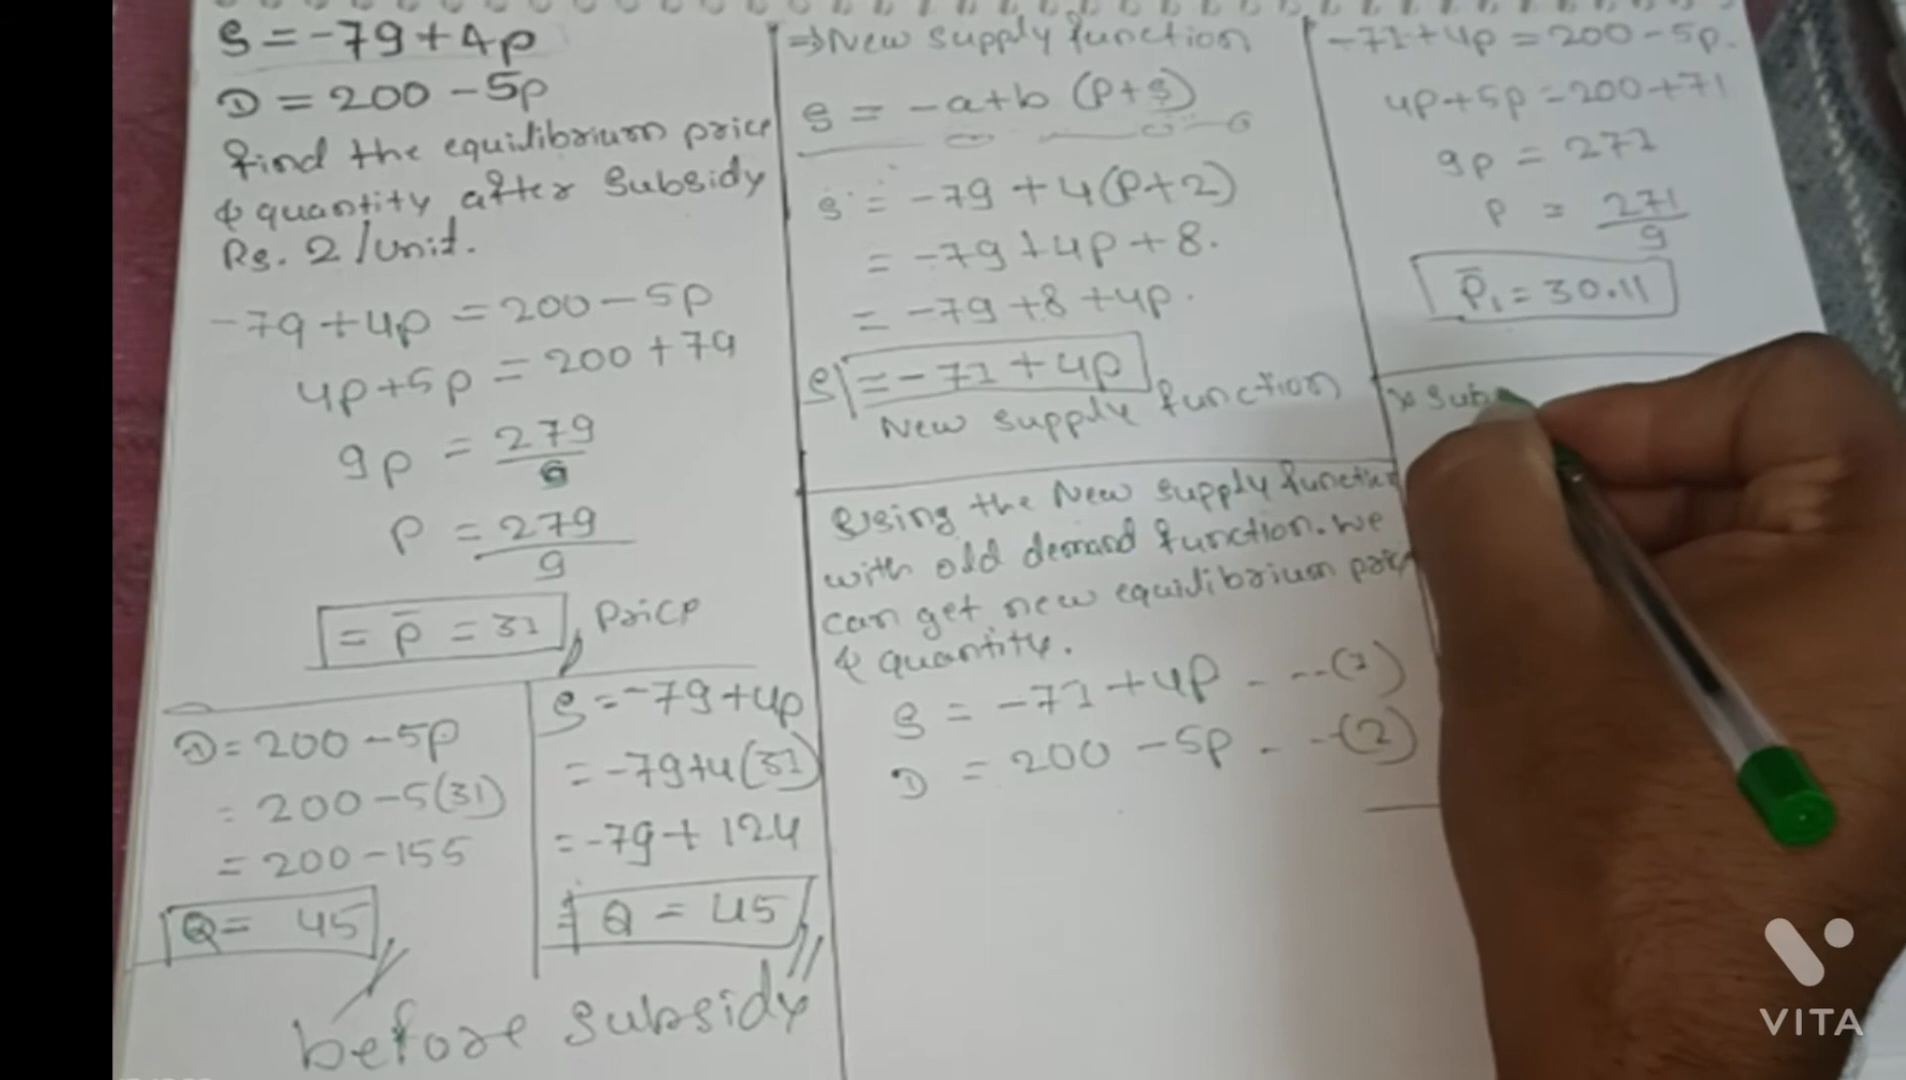 S = -79 + 4p
D = 200 - 5p
find the equilibrium price
& quantity after subsidy
Rs. 2 / unit.
-79 + 4p = 200 - 5p
4p + 5p = 200 + 79
9p = 279
9
P = 279
9
= p̄ = 31, Price
D = 200 - 5p
= 200 - 5(31)
= 200 - 155
Q = 45
S = -79 + 4p
= -79 + 4(31)
= -79 + 124
= Q = 45
before subsidy
⇒ New supply function
S = -a + b (P + S)
S = -79 + 4(P + 2)
= -79 + 4p + 8.
= -79 + 8 + 4p.
S = -71 + 4p
New supply function
Using the New supply function
with old demand function. we
can get new equilibrium
& quantity.
S = -71 + 4p - --(1)
D = 200 - 5p - --(2)
-71 + 4p = 200 - 5p.
4p + 5p = 200 + 71
9p = 271
P = 271
9
P̄₁ = 30.11
VITA